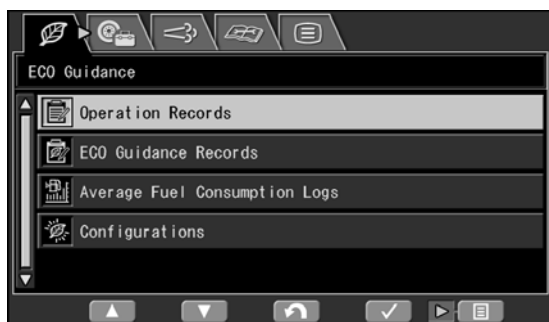 ECO Guidance
Operation Records
ECO Guidance Records
Average Fuel Consumption Logs
Configurations